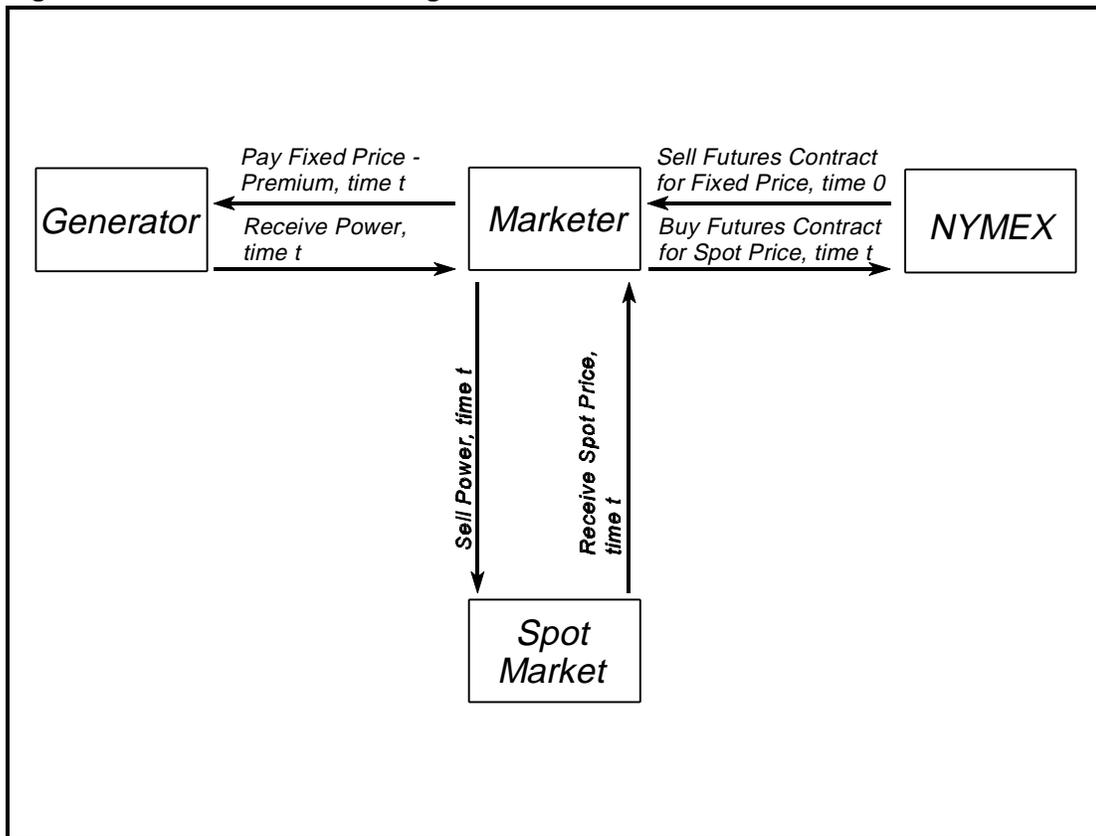 Pay Fixed Price -
Premium, time t
Sell Futures Contract
for Fixed Price, time 0
Generator
Marketer
NYMEX
Receive Power,
time t
Buy Futures Contract
for Spot Price, time t
Sell Power, time t
Receive Spot Price,
time t
Spot
Market